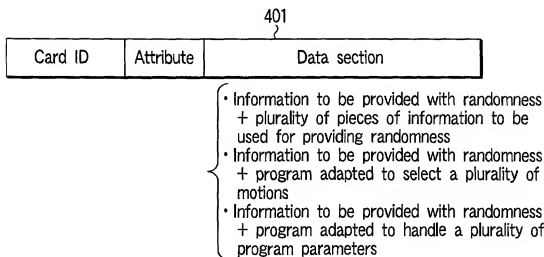 401
Card ID Attribute Data section
• Information to be provided with randomness
+ plurality of pieces of information to be
used for providing randomness
• Information to be provided with randomness
+ program adapted to select a plurality of
motions
• Information to be provided with randomness
+ program adapted to handle a plurality of
program parameters